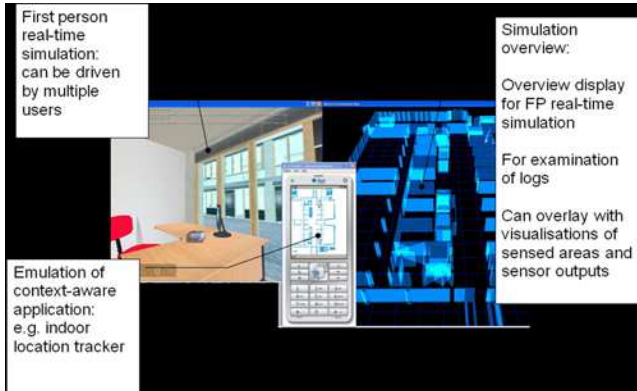 First person
real-time
simulation:
can be driven
by multiple
users
Simulation
overview:
Overview display
for FP real-time
simulation
For examination
of logs
Can overlay with
visualisations of
sensed areas and
sensor outputs
Emulation of
context-aware
application:
e.g. indoor
location tracker